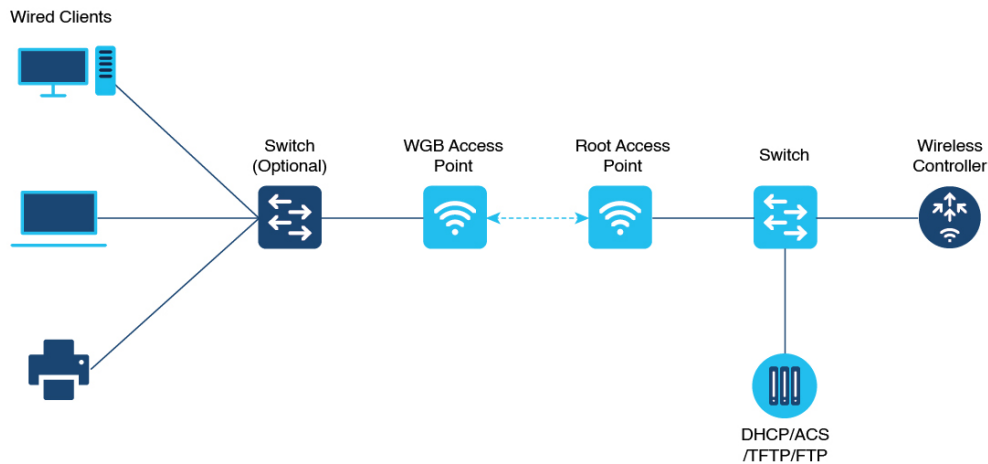 Wired Clients
Switch
(Optional)
WGB Access
Point
Root Access
Point
Switch
Wireless
Controller
DHCP/ACS
/TFTP/FTP